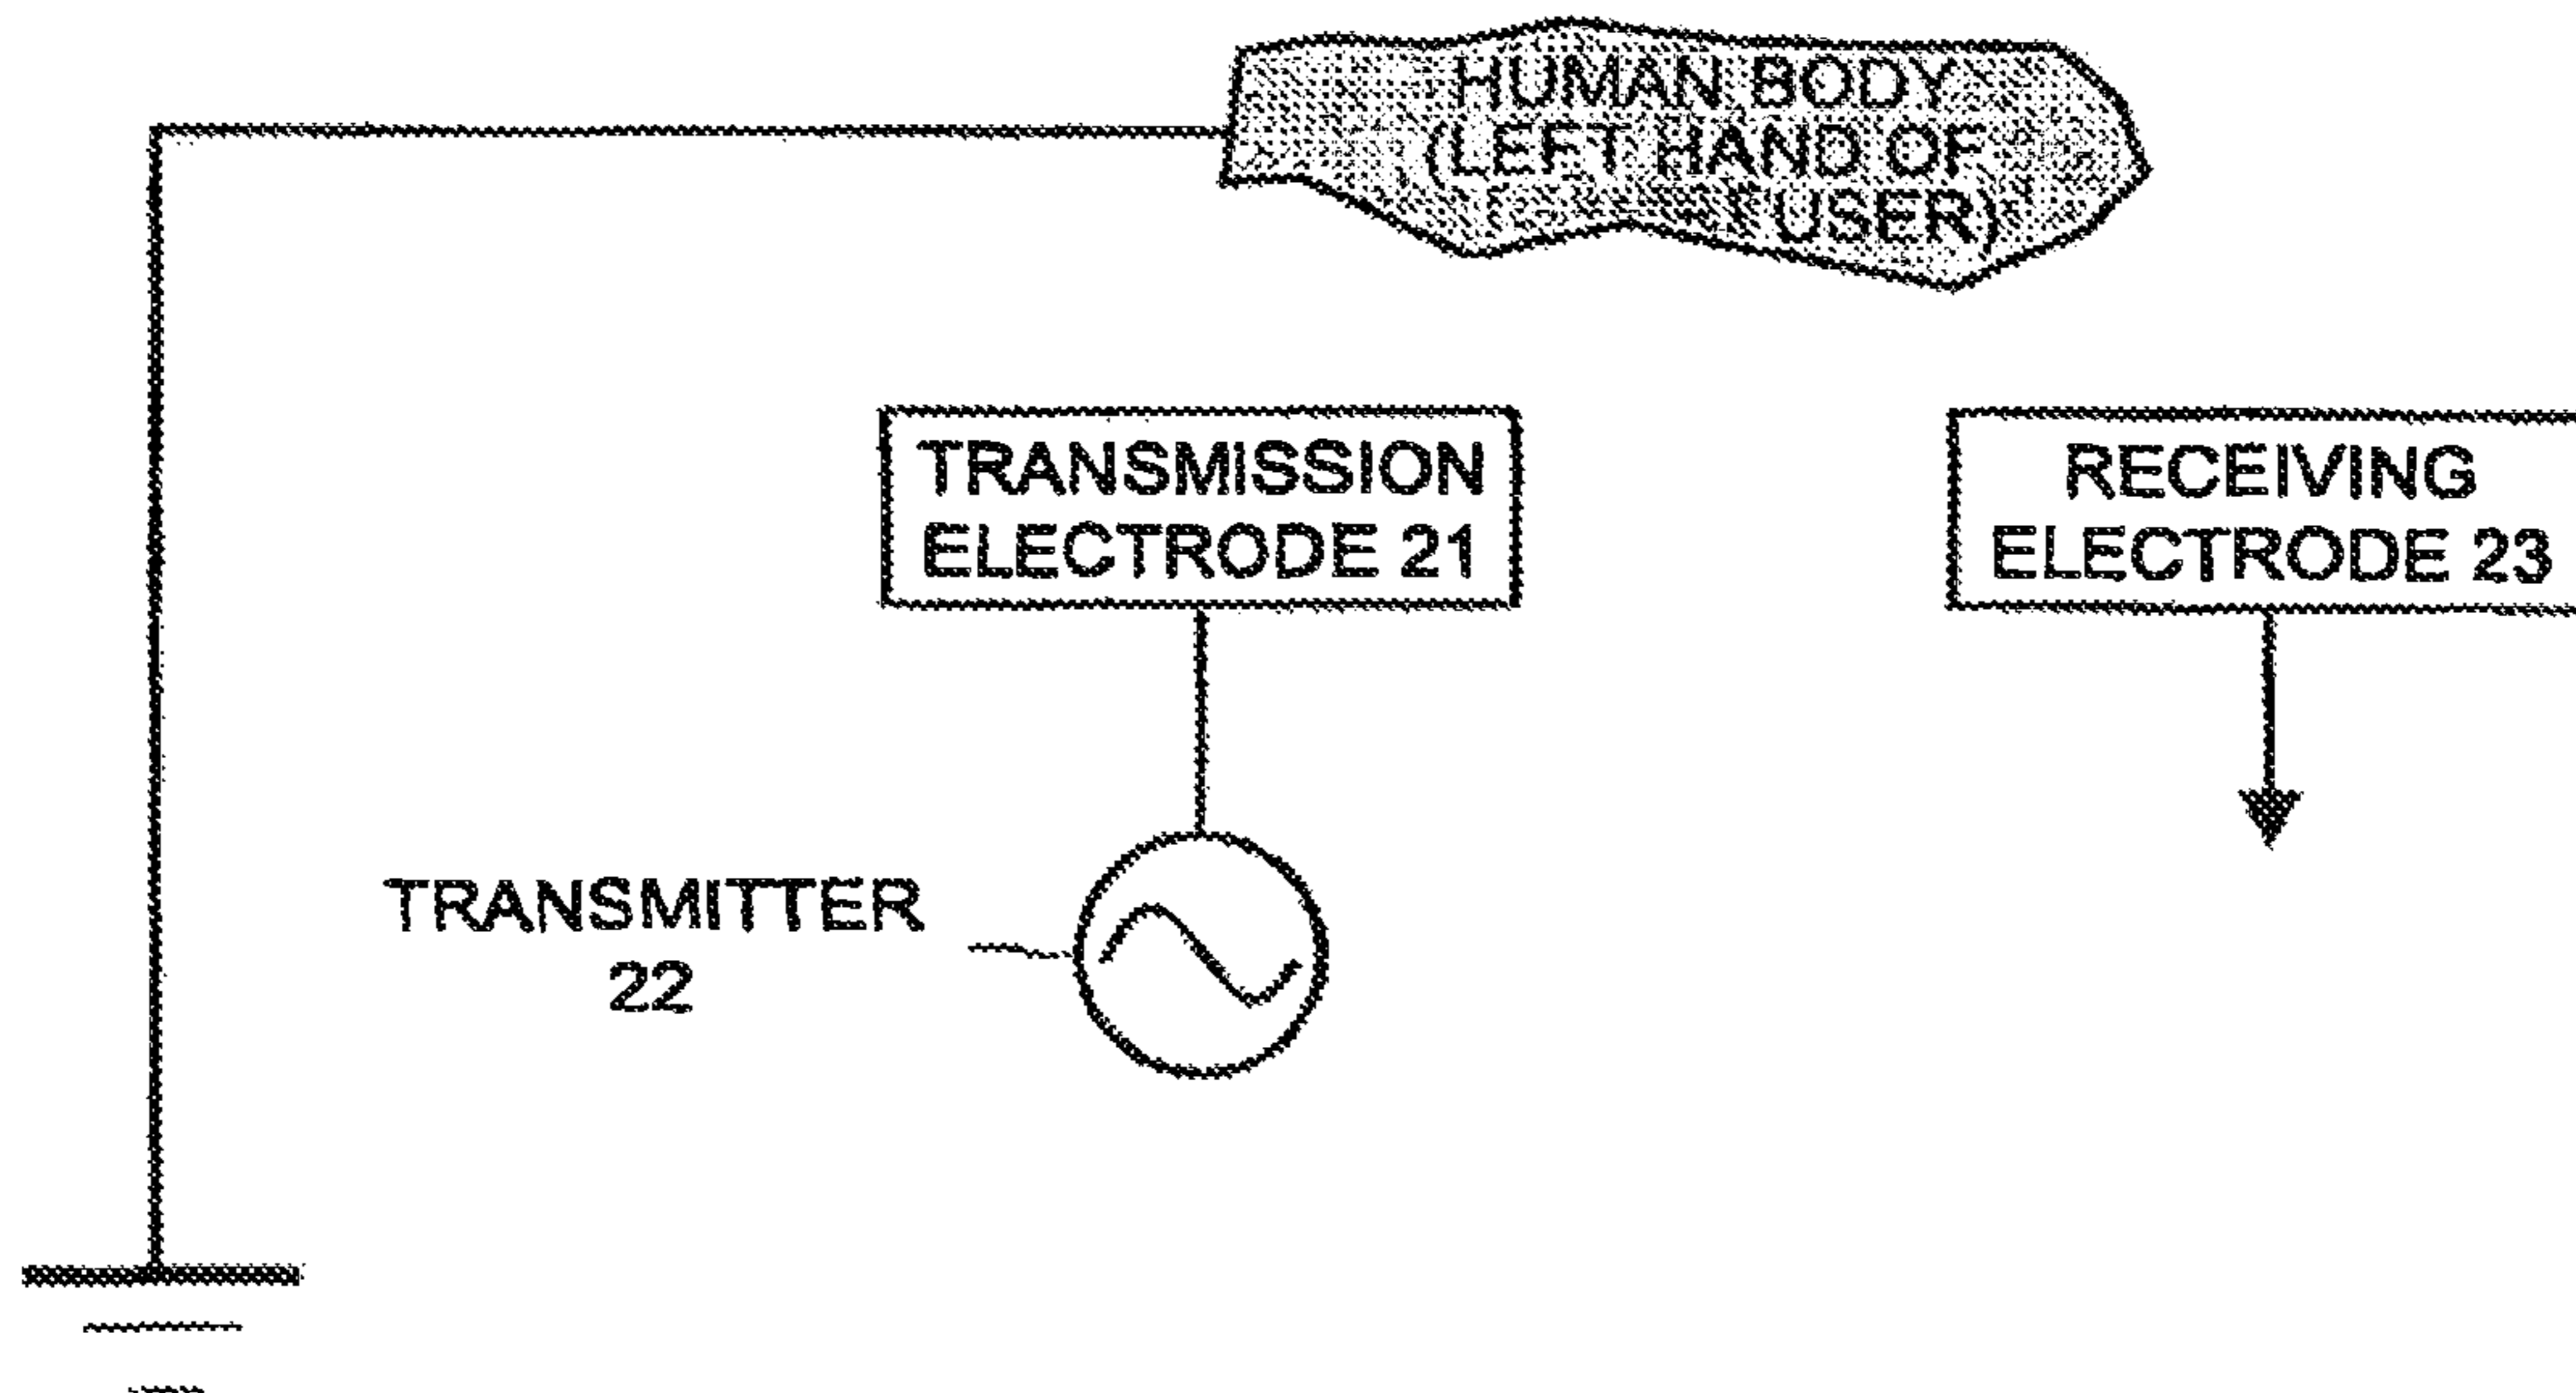 HUMAN BODY
(LEFT HAND OF
USER)
TRANSMISSION
ELECTRODE 21
RECEIVING
ELECTRODE 23
TRANSMITTER
22